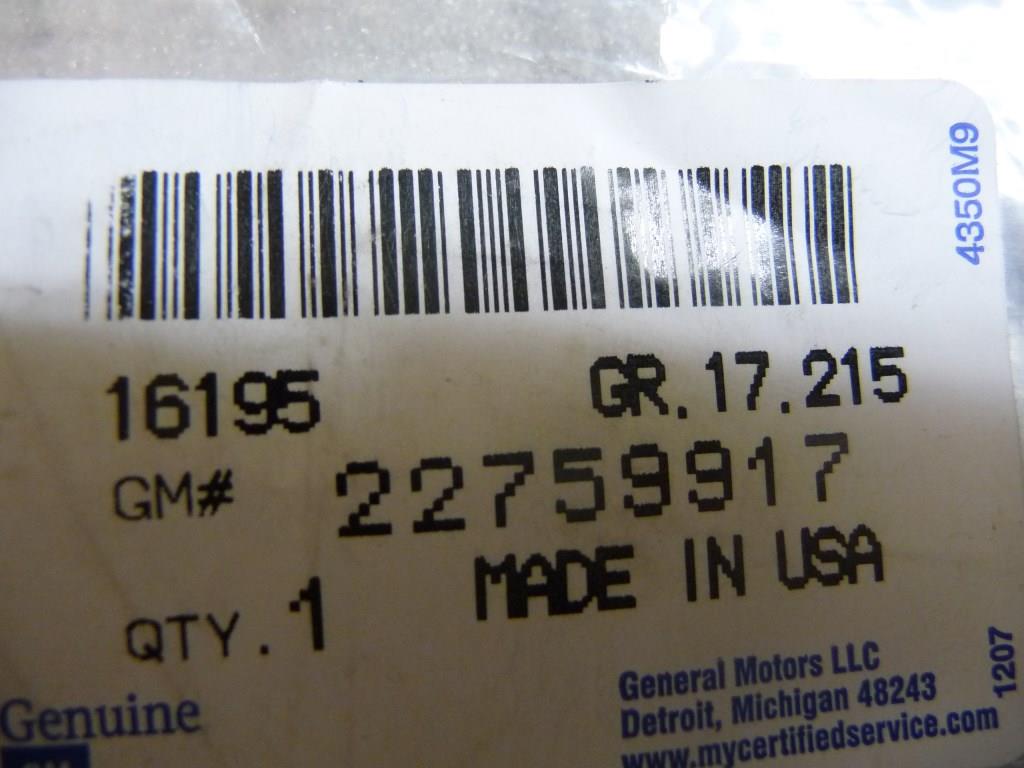 4350M9
16195 GR.17.215
GM# 22759917
QTY. 1 MADE IN USA
Genuine
GM
General Motors LLC
Detroit, Michigan 48243
www.mycertifiedservice.com
1207